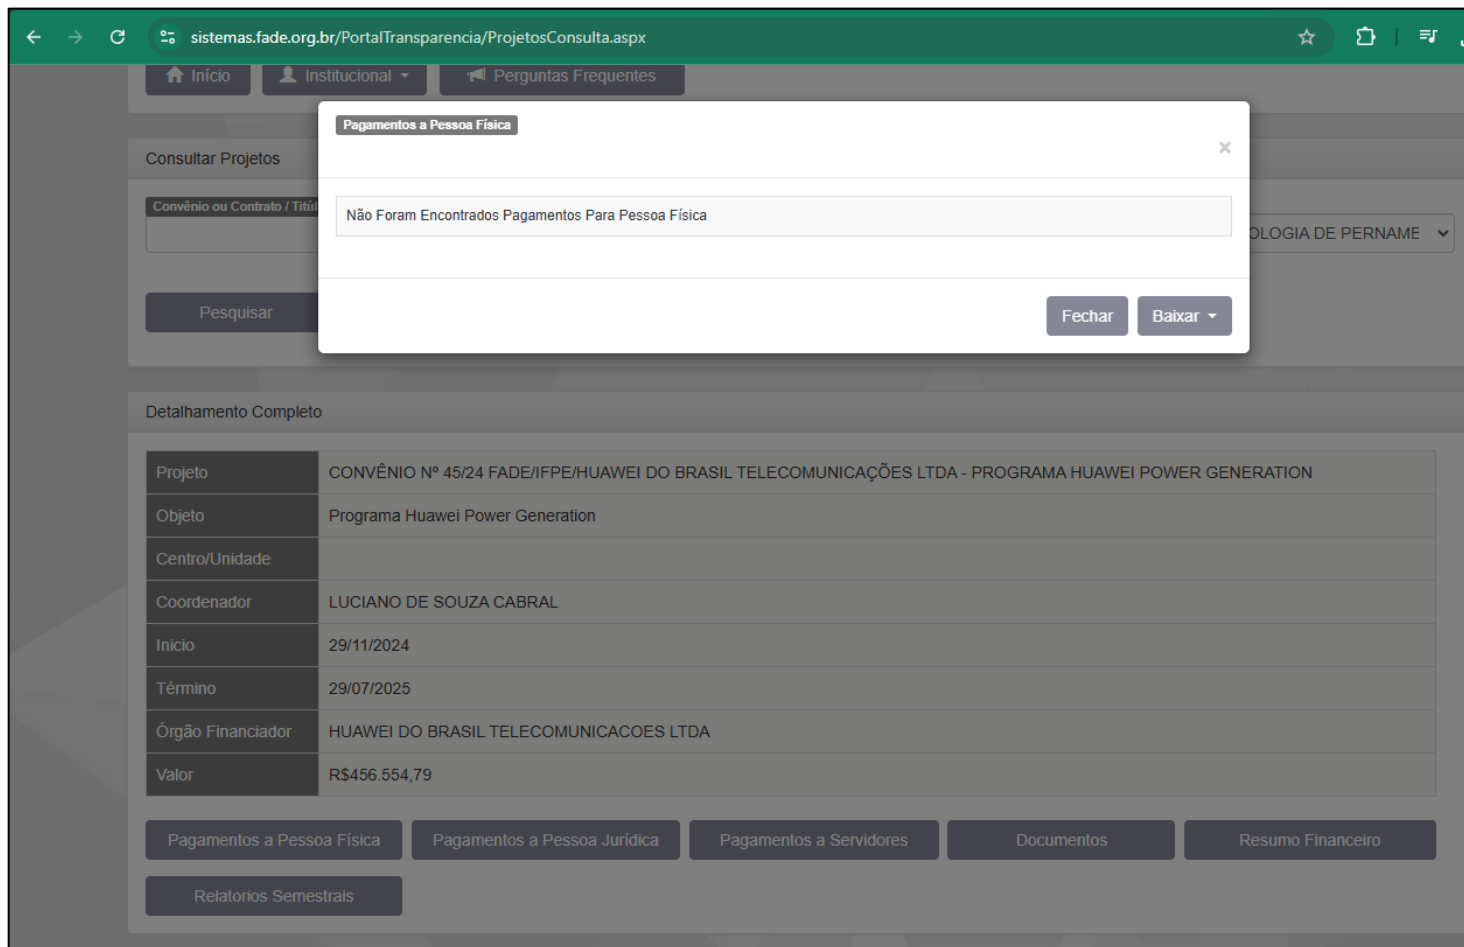 sistemas.fade.org.br/PortalTransparencia/ProjetosConsulta.aspx
Início Institucional Perguntas Frequentes
Pagamentos a Pessoa Física
×
Consultar Projetos
Convênio ou Contrato /
Não Foram Encontrados Pagamentos Para Pessoa Física
DE
Pesquisar
Fechar Baixar
Detalhamento Completo
Projeto CONVÊNIO Nº 45/24 FADE/IFPE/HUAWEI DO BRASIL TELECOMUNICAÇÕES LTDA - PROGRAMA HUAWEI POWER GENERATION
Objeto Programa Huawei Power Generation
Centro/Unidade
Coordenador LUCIANO DE SOUZA CABRAL
Inicio 29/11/2024
Término 29/07/2025
Órgão Financiador HUAWEI DO BRASIL TELECOMUNICACOES LTDA
Valor R$456.554,79
Pagamentos a Pessoa Física Pagamentos a Pessoa Jurídica Pagamentos a Servidores Documentos Resumo Financeiro
Relatorios Semestrais